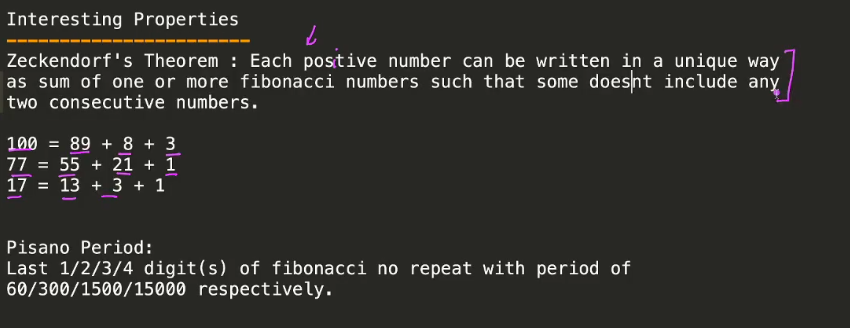 Interesting Properties
------------------------
Zeckendorf's Theorem : Each positive number can be written in a unique way
as sum of one or more fibonacci numbers such that some doesnt include any
two consecutive numbers.
100 = 89 + 8 + 3
77 = 55 + 21 + 1
17 = 13 + 3 + 1
Pisano Period:
Last 1/2/3/4 digit(s) of fibonacci no repeat with period of
60/300/1500/15000 respectively.